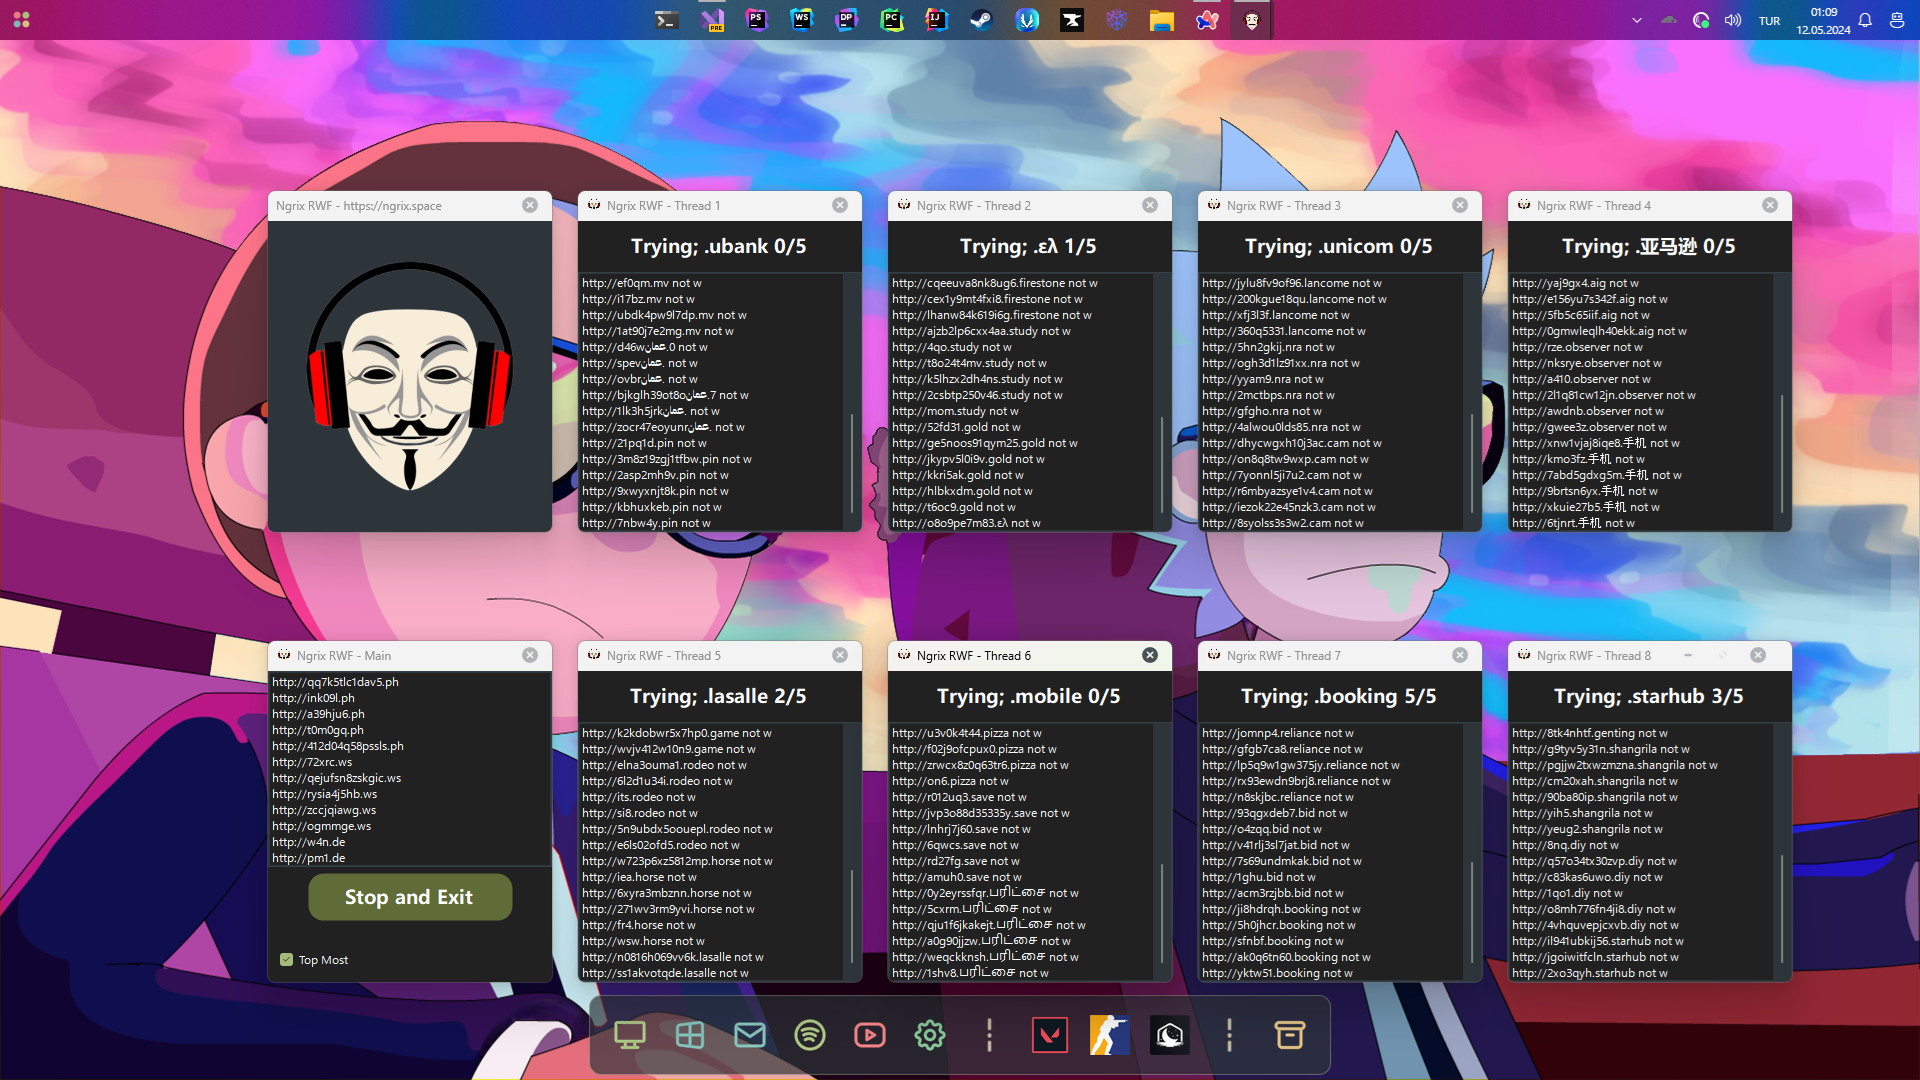 PRE
PS
WS
DP
PC
IJ
TUR
01:09
12.05.2024
Ngrix RWF - https://ngrix.space
Ngrix RWF - Thread 1
Trying; .ubank 0/5
http://ef0qm.mv not w
http://i17bz.mv not w
http://ubdk4pw9l7dp.mv not w
http://1at90j7e2mg.mv not w
http://d46wعمان.0 not w
http://spevعمان. not w
http://ovbrعمان. not w
http://bjkglh39ot8oعمان.7 not w
http://1lk3h5jrkعمان. not w
http://zocr47eoyunrعمان. not w
http://21pq1d.pin not w
http://3m8z19zgj1tfbw.pin not w
http://2asp2mh9v.pin not w
http://9xwyxnjt8k.pin not w
http://kbhuxkeb.pin not w
http://7nbw4y.pin not w
Ngrix RWF - Thread 2
Trying; .ελ 1/5
http://cqeeuva8nk8ug6.firestone not w
http://cex1y9mt4fxi8.firestone not w
http://lhanw84k619i6g.firestone not w
http://ajzb2lp6cxx4aa.study not w
http://4qo.study not w
http://t8o24t4mv.study not w
http://k5lhzx2dh4ns.study not w
http://2csbtp250v46.study not w
http://mom.study not w
http://52fd31.gold not w
http://ge5noos91qym25.gold not w
http://jkypv5l0i9v.gold not w
http://kkri5ak.gold not w
http://hlbkxdm.gold not w
http://t6oc9.gold not w
http://o8o9pe7m83.ελ not w
Ngrix RWF - Thread 3
Trying; .unicom 0/5
http://jylu8fv9of96.lancome not w
http://200kgue18qu.lancome not w
http://xfj3l3f.lancome not w
http://360q5331.lancome not w
http://5hn2gkij.nra not w
http://ogh3d1lz91xx.nra not w
http://yyam9.nra not w
http://2mctbps.nra not w
http://gfgho.nra not w
http://4alwou0lds85.nra not w
http://dhycwgxh10j3ac.cam not w
http://on8q8tw9wxp.cam not w
http://7yonnl5ji7u2.cam not w
http://r6mbyazsye1v4.cam not w
http://iezok22e45nzk3.cam not w
http://8syolss3s3w2.cam not w
Ngrix RWF - Thread 4
Trying; .亚马逊 0/5
http://yaj9gx4.aig not w
http://e156yu7s342f.aig not w
http://5fb5c65iif.aig not w
http://0gmwleqlh40ekk.aig not w
http://rze.observer not w
http://nksrye.observer not w
http://a410.observer not w
http://2l1q81cw12jn.observer not w
http://awdnb.observer not w
http://gwee3z.observer not w
http://xnw1vjaj8iqe8.手机 not w
http://kmo3fz.手机 not w
http://7abd5gdxg5m.手机 not w
http://9brtsn6yx.手机 not w
http://xkuie27b5.手机 not w
http://6tjnrt.手机 not w
Ngrix RWF - Main
http://qq7k5tlc1dav5.ph
http://ink09l.ph
http://a39hju6.ph
http://t0m0gq.ph
http://412d04q58pssls.ph
http://72xrc.ws
http://qejufsn8zskgic.ws
http://rysia4j5hb.ws
http://zccjqiawg.ws
http://ogmmge.ws
http://w4n.de
http://pm1.de
Stop and Exit
Top Most
Ngrix RWF - Thread 5
Trying; .lasalle 2/5
http://k2kdobwr5x7hp0.game not w
http://wvjv412w10n9.game not w
http://elna3ouma1.rodeo not w
http://6l2d1u34i.rodeo not w
http://its.rodeo not w
http://si8.rodeo not w
http://5n9ubdx5oouepl.rodeo not w
http://e6ls02ofd5.rodeo not w
http://w723p6xz5812mp.horse not w
http://iea.horse not w
http://6xyra3mbznn.horse not w
http://271wv3rm9yvi.horse not w
http://fr4.horse not w
http://wsw.horse not w
http://n0816h069vv6k.lasalle not w
http://ss1akvotqde.lasalle not w
Ngrix RWF - Thread 6
Trying; .mobile 0/5
http://u3v0k4t44.pizza not w
http://f02j9ofcpux0.pizza not w
http://zrwcx8z0q63tr6.pizza not w
http://on6.pizza not w
http://r012uq3.save not w
http://jvp3o88d35335y.save not w
http://lnhrj7j60.save not w
http://6qwcs.save not w
http://rd27fg.save not w
http://amuh0.save not w
http://0y2eyrssfqr.பரிட்சை not w
http://5cxrm.பரிட்சை not w
http://qju1f6jkakejt.பரிட்சை not w
http://a0g90jjzw.பரிட்சை not w
http://weqckknsh.பரிட்சை not w
http://1shv8.பரிட்சை not w
Ngrix RWF - Thread 7
Trying; .booking 5/5
http://jomnp4.reliance not w
http://gfgb7ca8.reliance not w
http://lp5q9w1gw375jy.reliance not w
http://rx93ewdn9brj8.reliance not w
http://n8skjbc.reliance not w
http://93qgxdeb7.bid not w
http://o4zqq.bid not w
http://v41rlj3sl7jat.bid not w
http://7s69undmkak.bid not w
http://1ghu.bid not w
http://acm3rzjbb.bid not w
http://ji8hdrqh.booking not w
http://5h0jhcr.booking not w
http://sfnbf.booking not w
http://ak0q6tn60.booking not w
http://yktw51.booking not w
Ngrix RWF - Thread 8
Trying; .starhub 3/5
http://8tk4nhtf.genting not w
http://g9tyv5y31n.shangrila not w
http://pgjjw2txwzmzna.shangrila not w
http://cm20xah.shangrila not w
http://90ba80ip.shangrila not w
http://yih5.shangrila not w
http://yeug2.shangrila not w
http://8nq.diy not w
http://q57o34tx30zvp.diy not w
http://c83kas6uwo.diy not w
http://1qo1.diy not w
http://o8mh776fn4ji8.diy not w
http://4vhquvepjcxvb.diy not w
http://il941ubkij56.starhub not w
http://jgoiwitfcln.starhub not w
http://2xo3qyh.starhub not w